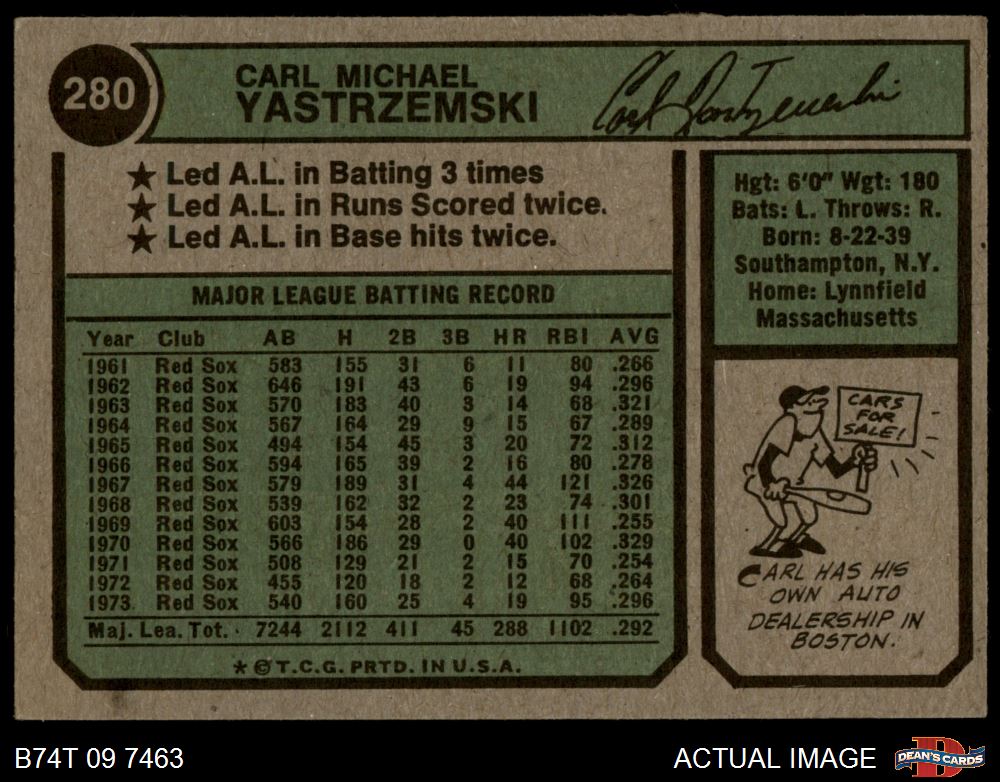 280
CARL MICHAEL
YASTRZEMSKI
Carl Yastrzemski
★ Led A.L. in Batting 3 times
★ Led A.L. in Runs Scored twice.
★ Led A.L. in Base hits twice.
Hgt: 6'0" Wgt: 180
Bats: L. Throws: R.
Born: 8-22-39
Southampton, N.Y.
Home: Lynnfield
Massachusetts
MAJOR LEAGUE BATTING RECORD
Year Club AB H 2B 3B HR RBI AVG
1961 Red Sox 583 155 31 6 11 80 .266
1962 Red Sox 646 191 43 6 19 94 .296
1963 Red Sox 570 183 40 3 14 68 .321
1964 Red Sox 567 164 29 9 15 67 .289
1965 Red Sox 494 154 45 3 20 72 .312
1966 Red Sox 594 165 39 2 16 80 .278
1967 Red Sox 579 189 31 4 44 121 .326
1968 Red Sox 539 162 32 2 23 74 .301
1969 Red Sox 603 154 28 2 40 111 .255
1970 Red Sox 566 186 29 0 40 102 .329
1971 Red Sox 508 129 21 2 15 70 .254
1972 Red Sox 455 120 18 2 12 68 .264
1973 Red Sox 540 160 25 4 19 95 .296
Maj. Lea. Tot. 7244 2112 411 45 288 1102 .292
* © T.C.G. PRTD. IN U.S.A.
CARS
FOR
SALE!
CARL HAS HIS
OWN AUTO
DEALERSHIP IN
BOSTON.
B74T 09 7463
ACTUAL IMAGE
D
DEAN'S CARDS